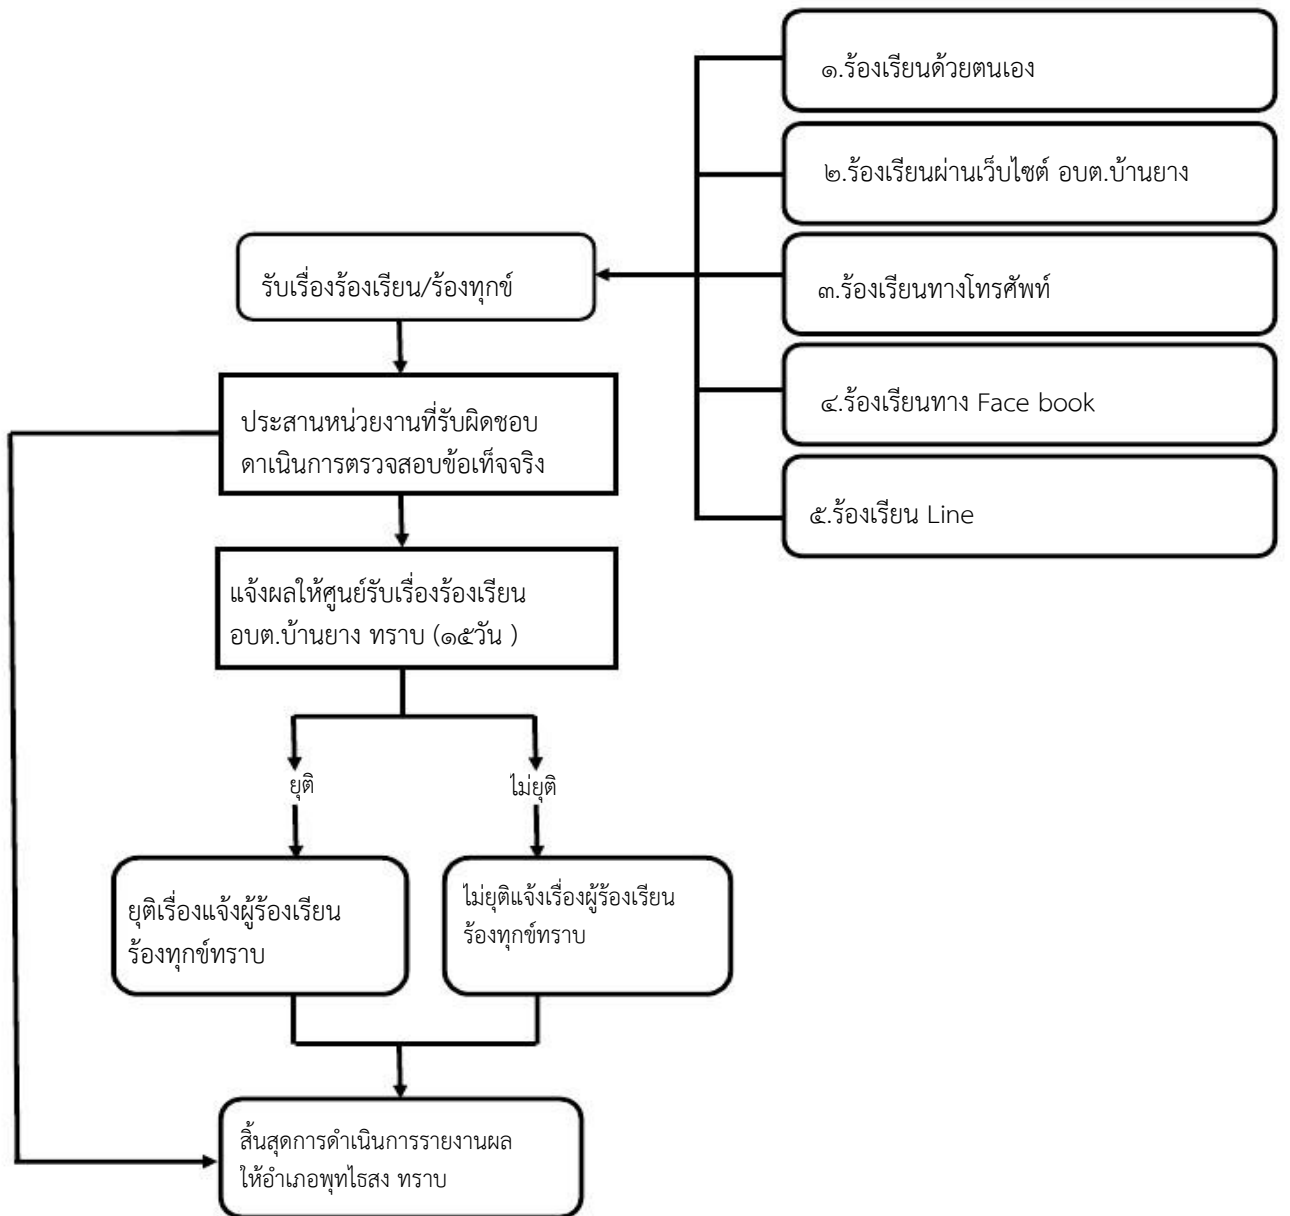 ๑.ร้องเรียนด้วยตนเอง
๒.ร้องเรียนผ่านเว็บไซต์ อบต.บ้านยาง
รับเรื่องร้องเรียน/ร้องทุกข์
๓.ร้องเรียนทางโทรศัพท์
๔.ร้องเรียนทาง Face book
ประสานหน่วยงานที่รับผิดชอบ
ดาเนินการตรวจสอบข้อเท็จจริง
๕.ร้องเรียน Line
แจ้งผลให้ศูนย์รับเรื่องร้องเรียน
อบต.บ้านยาง ทราบ (๑๕วัน )
ยุติ
ไม่ยุติ
ยุติเรื่องแจ้งผู้ร้องเรียน
ร้องทุกข์ทราบ
ไม่ยุติแจ้งเรื่องผู้ร้องเรียน
ร้องทุกข์ทราบ
สิ้นสุดการดำเนินการรายงานผล
ให้อำเภอพุทไธสง ทราบ